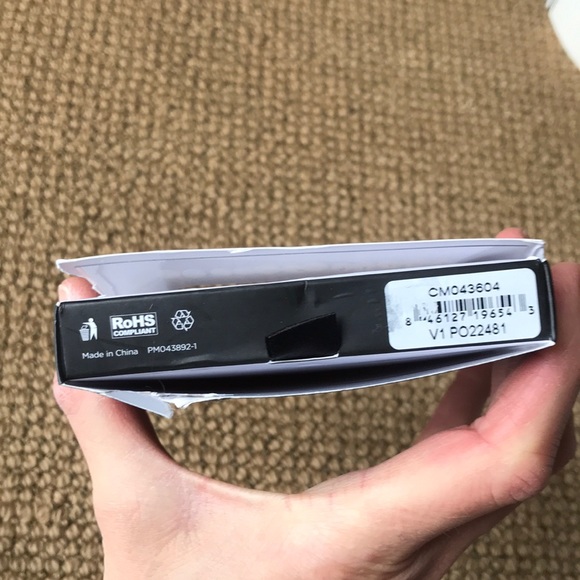 RoHS
COMPLIANT
Made in China PM043892-1
CM043604
8 46127 19654 3
V1 PO22481